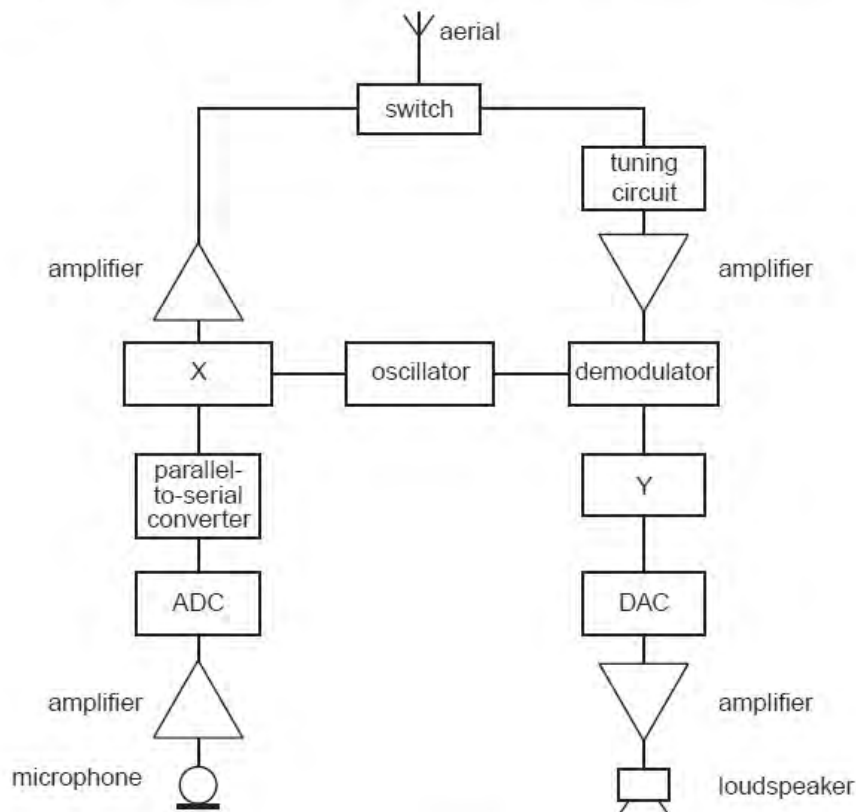 aerial
switch
tuning
circuit
amplifier
amplifier
X
oscillator
demodulator
parallel-
to-serial
converter
Y
ADC
DAC
amplifier
amplifier
microphone
loudspeaker